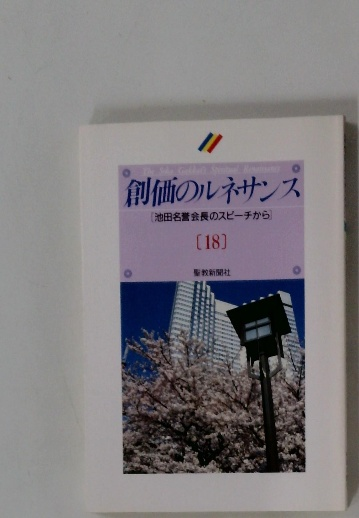 創価のルネサンス
［池田名誉会長のスピーチから］
［18］
聖教新聞社